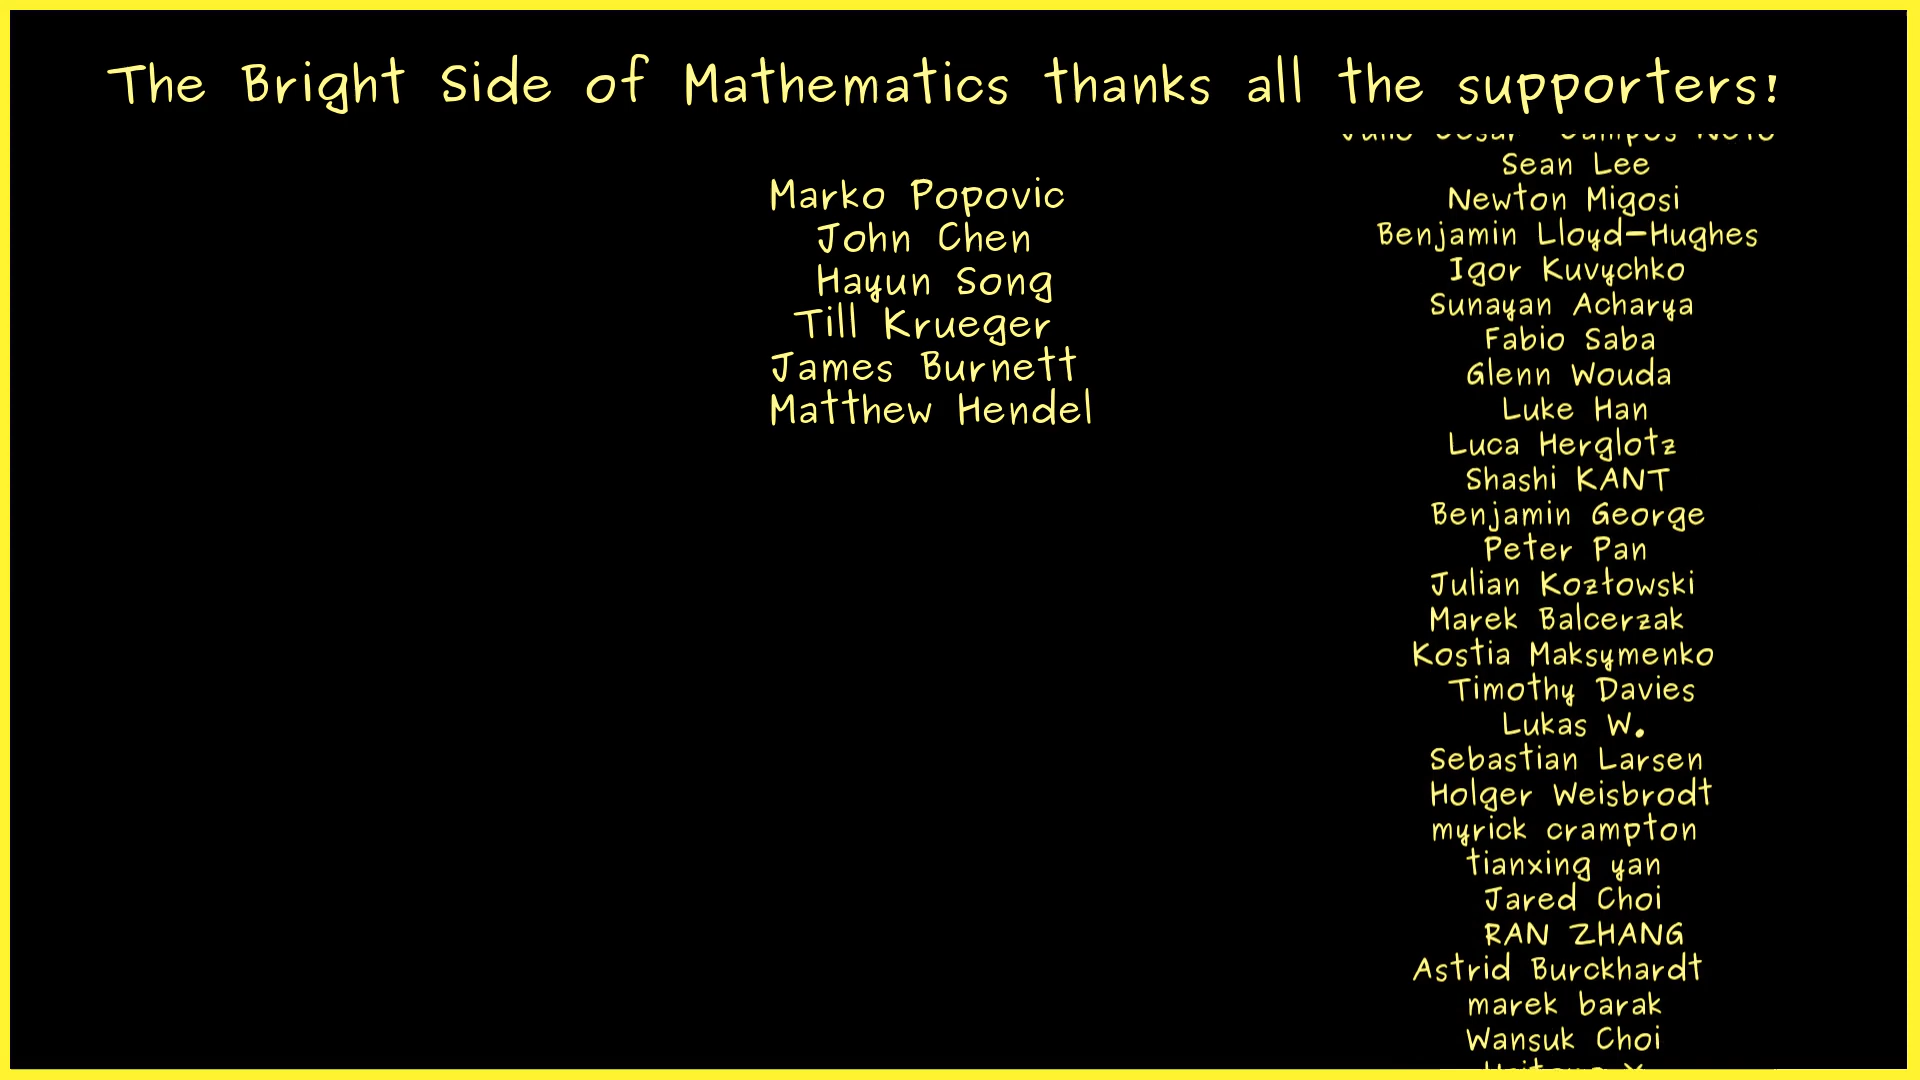 The Bright Side of Mathematics thanks all the supporters!
Marko Popovic
John Chen
Hayun Song
Till Krueger
James Burnett
Matthew Hendel
Campos Neto
Sean Lee
Newton Migosi
Benjamin Lloyd-Hughes
Igor Kuvychko
Sunayan Acharya
Fabio Saba
Glenn Wouda
Luke Han
Luca Herglotz
Shashi KANT
Benjamin George
Peter Pan
Julian Kozłowski
Marek Balcerzak
Kostia Maksymenko
Timothy Davies
Lukas W.
Sebastian Larsen
Holger Weisbrodt
myrick crampton
tianxing yan
Jared Choi
RAN ZHANG
Astrid Burckhardt
marek barak
Wansuk Choi